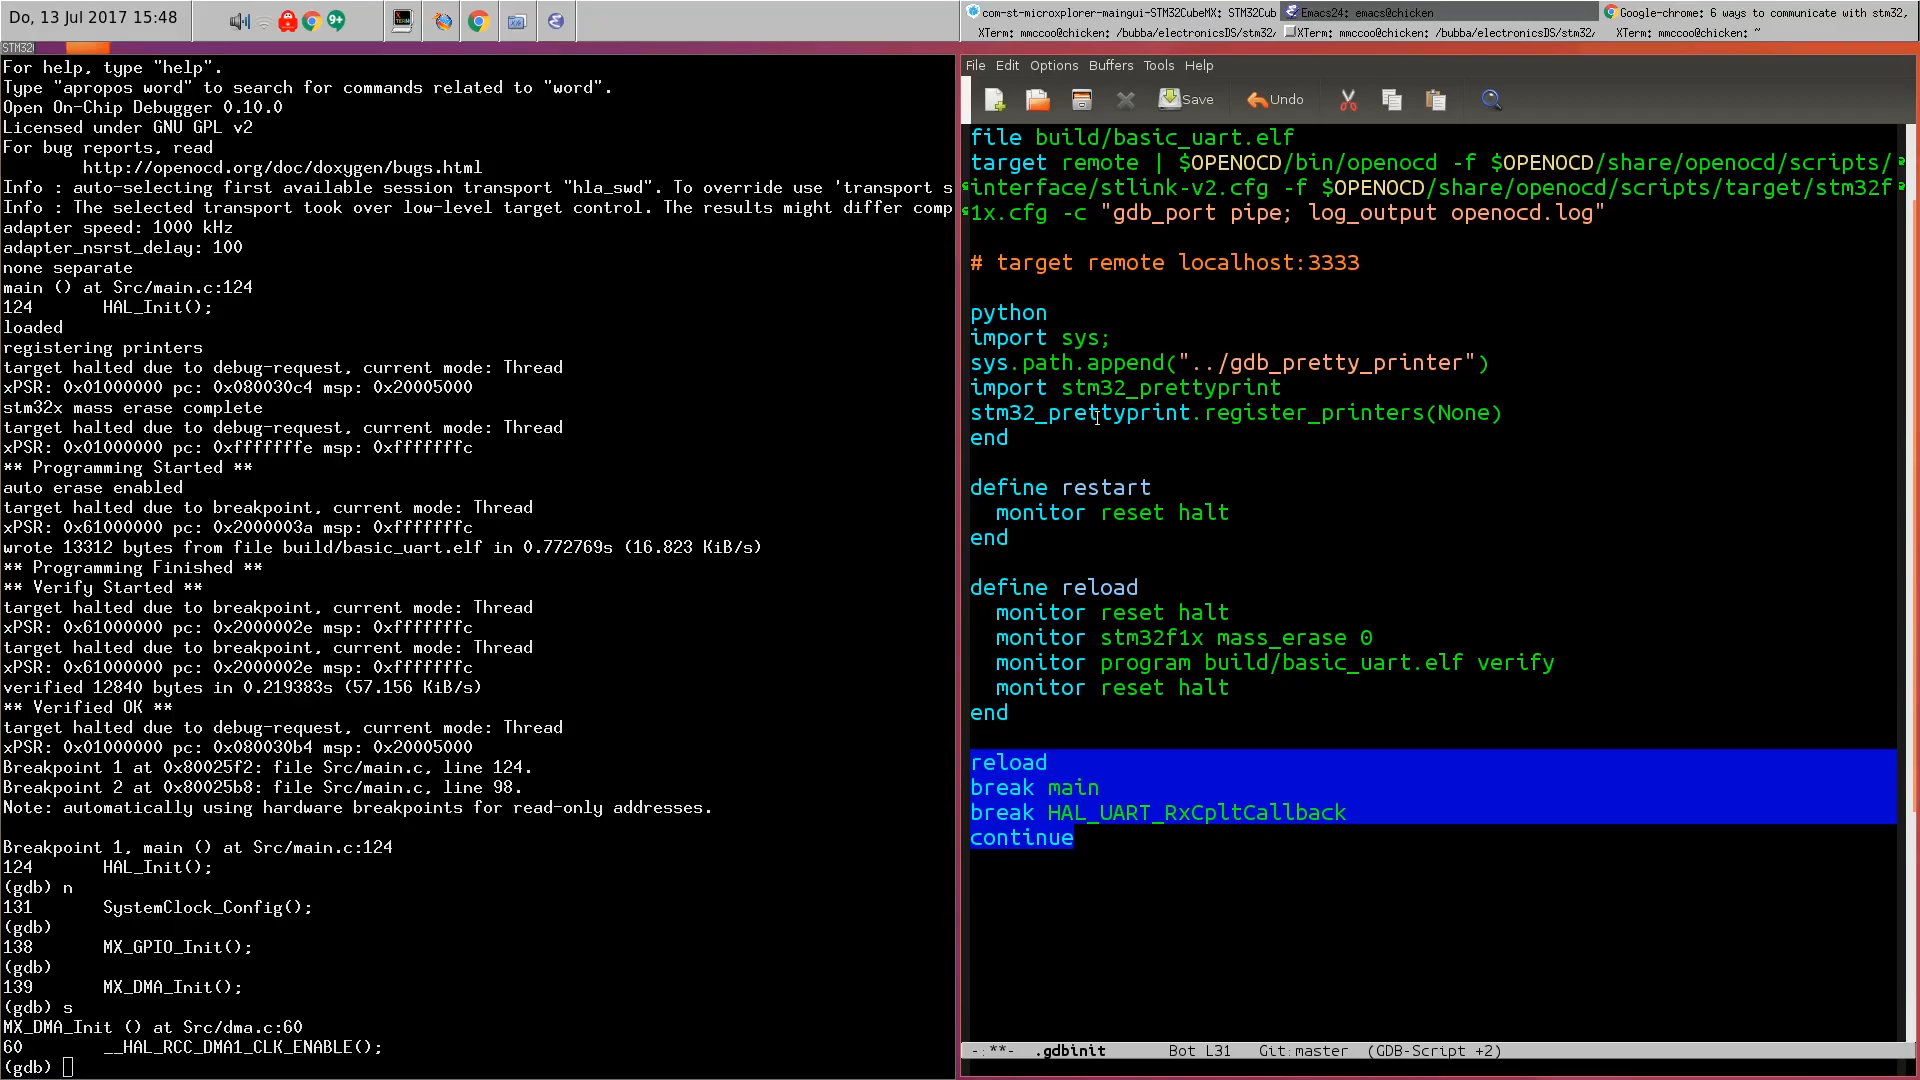 Do, 13 Jul 2017 15:48
9+
com-st-microxplorer-maingui-STM32CubeMX: STM32Cub
Emacs24: emacs@chicken
Google-chrome: 6 ways to communicate with stm32,
XTerm: mmccoo@chicken: /bubba/electronicsDS/stm32/
XTerm: mmccoo@chicken: /bubba/electronicsDS/stm32/
XTerm: mmccoo@chicken: ~
STM32
For help, type "help".
Type "apropos word" to search for commands related to "word".
Open On-Chip Debugger 0.10.0
Licensed under GNU GPL v2
For bug reports, read
http://openocd.org/doc/doxygen/bugs.html
Info : auto-selecting first available session transport "hla_swd". To override use 'transport s
Info : The selected transport took over low-level target control. The results might differ comp
adapter speed: 1000 kHz
adapter_nsrst_delay: 100
none separate
main () at Src/main.c:124
124 HAL_Init();
loaded
registering printers
target halted due to debug-request, current mode: Thread
xPSR: 0x01000000 pc: 0x080030c4 msp: 0x20005000
stm32x mass erase complete
target halted due to debug-request, current mode: Thread
xPSR: 0x01000000 pc: 0xfffffffe msp: 0xfffffffc
** Programming Started **
auto erase enabled
target halted due to breakpoint, current mode: Thread
xPSR: 0x61000000 pc: 0x2000003a msp: 0xfffffffc
wrote 13312 bytes from file build/basic_uart.elf in 0.772769s (16.823 KiB/s)
** Programming Finished **
** Verify Started **
target halted due to breakpoint, current mode: Thread
xPSR: 0x61000000 pc: 0x2000002e msp: 0xfffffffc
target halted due to breakpoint, current mode: Thread
xPSR: 0x61000000 pc: 0x2000002e msp: 0xfffffffc
verified 12840 bytes in 0.219383s (57.156 KiB/s)
** Verified OK **
target halted due to debug-request, current mode: Thread
xPSR: 0x01000000 pc: 0x080030b4 msp: 0x20005000
Breakpoint 1 at 0x80025f2: file Src/main.c, line 124.
Breakpoint 2 at 0x80025b8: file Src/main.c, line 98.
Note: automatically using hardware breakpoints for read-only addresses.
Breakpoint 1, main () at Src/main.c:124
124 HAL_Init();
(gdb) n
131 SystemClock_Config();
(gdb)
138 MX_GPIO_Init();
(gdb)
139 MX_DMA_Init();
(gdb) s
MX_DMA_Init () at Src/dma.c:60
60 __HAL_RCC_DMA1_CLK_ENABLE();
(gdb)
File Edit Options Buffers Tools Help
Save Undo
file build/basic_uart.elf
target remote | $OPENOCD/bin/openocd -f $OPENOCD/share/openocd/scripts/
interface/stlink-v2.cfg -f $OPENOCD/share/openocd/scripts/target/stm32f
1x.cfg -c "gdb_port pipe; log_output openocd.log"
# target remote localhost:3333
python
import sys;
sys.path.append("../gdb_pretty_printer")
import stm32_prettyprint
stm32_prettyprint.register_printers(None)
end
define restart
monitor reset halt
end
define reload
monitor reset halt
monitor stm32f1x mass_erase 0
monitor program build/basic_uart.elf verify
monitor reset halt
end
reload
break main
break HAL_UART_RxCpltCallback
continue
-:**- .gdbinit Bot L31 Git:master (GDB-Script +2)